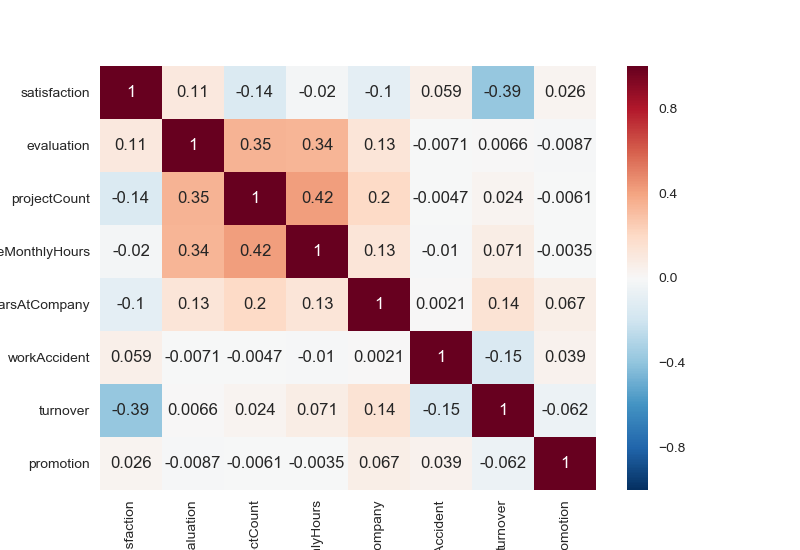 satisfaction 1 0.11 -0.14 -0.02 -0.1 0.059 -0.39 0.026
evaluation 0.11 1 0.35 0.34 0.13 -0.0071 0.0066 -0.0087
projectCount -0.14 0.35 1 0.42 0.2 -0.0047 0.024 -0.0061
eMonthlyHours -0.02 0.34 0.42 1 0.13 -0.01 0.071 -0.0035
arsAtCompany -0.1 0.13 0.2 0.13 1 0.0021 0.14 0.067
workAccident 0.059 -0.0071 -0.0047 -0.01 0.0021 1 -0.15 0.039
turnover -0.39 0.0066 0.024 0.071 0.14 -0.15 1 -0.062
promotion 0.026 -0.0087 -0.0061 -0.0035 0.067 0.039 -0.062 1
sfaction
aluation
ctCount
nlyHours
ompany
Accident
turnover
omotion
0.8
0.4
0.0
−0.4
−0.8